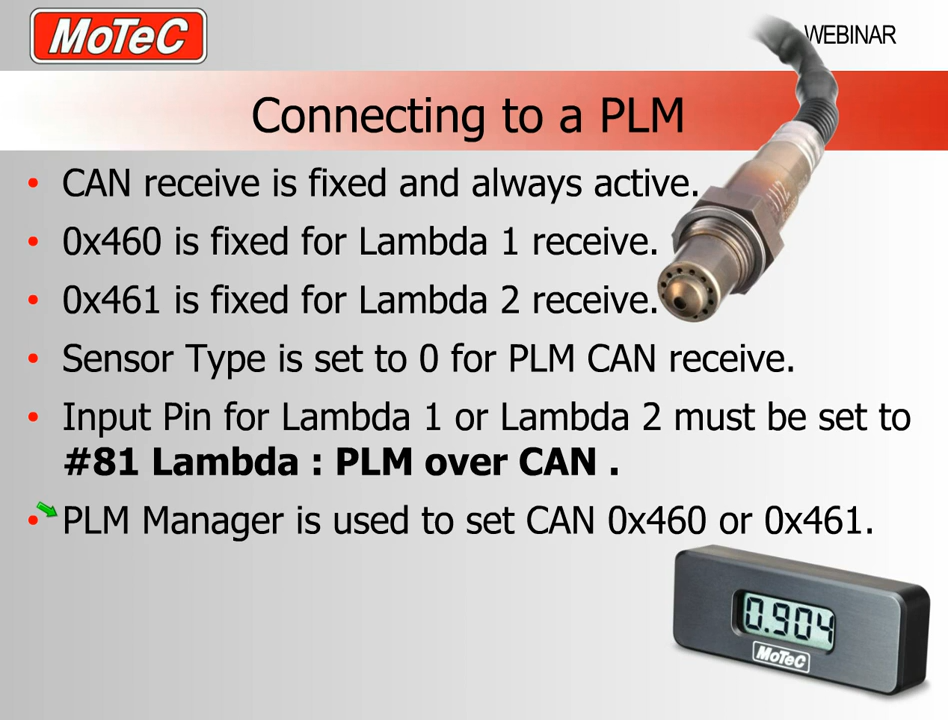 MoTeC
WEBINAR
Connecting to a PLM
• CAN receive is fixed and always active.
• 0x460 is fixed for Lambda 1 receive.
• 0x461 is fixed for Lambda 2 receive.
• Sensor Type is set to 0 for PLM CAN receive.
• Input Pin for Lambda 1 or Lambda 2 must be set to
#81 Lambda : PLM over CAN .
• PLM Manager is used to set CAN 0x460 or 0x461.
0.904
MoTeC